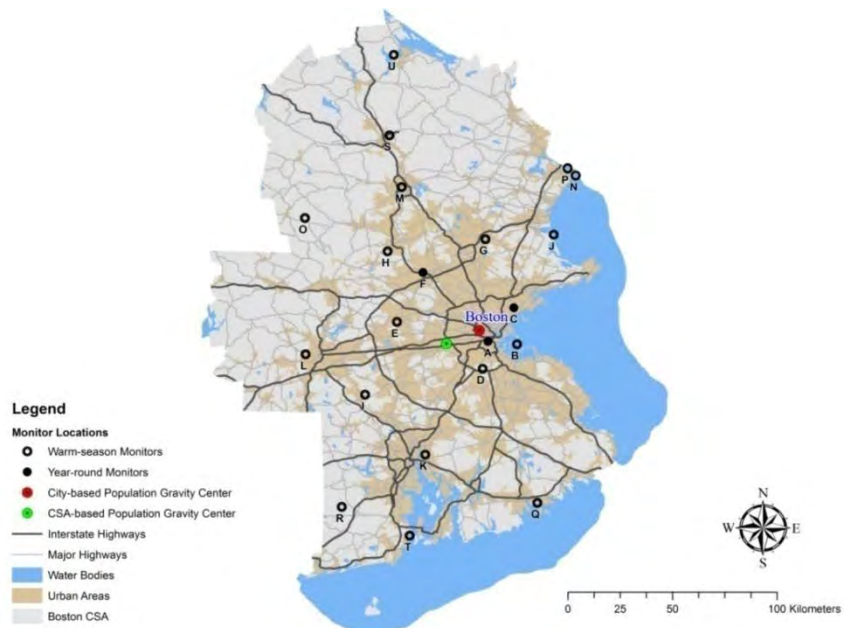 U
S
P
N
M
O
G
J
H
F
C
Boston
E
A
B
L
D
I
K
R
Q
T
Legend
Monitor Locations
Warm-season Monitors
Year-round Monitors
City-based Population Gravity Center
CSA-based Population Gravity Center
Interstate Highways
Major Highways
Water Bodies
Urban Areas
Boston CSA
N
W E
S
0 25 50 100 Kilometers